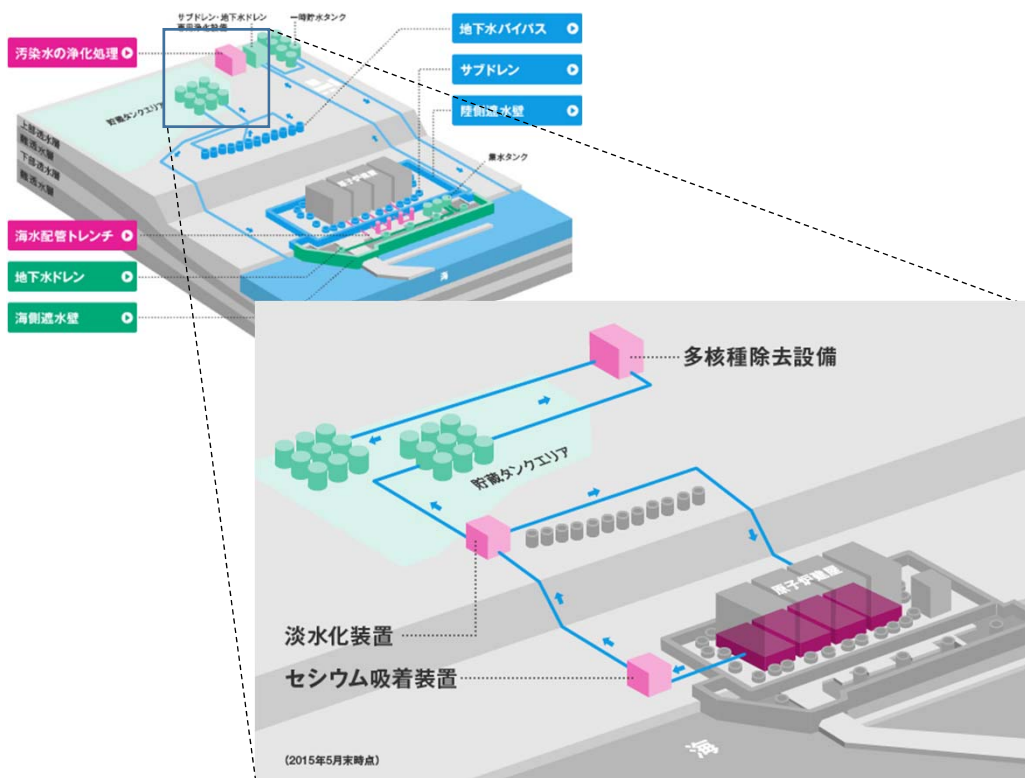 サブドレン・地下水ドレン
専用浄化設備
一時貯水タンク
地下水バイパス
汚染水の浄化処理
サブドレン
陸側遮水壁
貯蔵タンクエリア
上部透水層
難透水層
下部透水層
難透水層
集水タンク
原子炉建屋
海水配管トレンチ
地下水ドレン
海側遮水壁
海
多核種除去設備
貯蔵タンクエリア
原子炉建屋
淡水化装置
セシウム吸着装置
海
(2015年5月末時点)